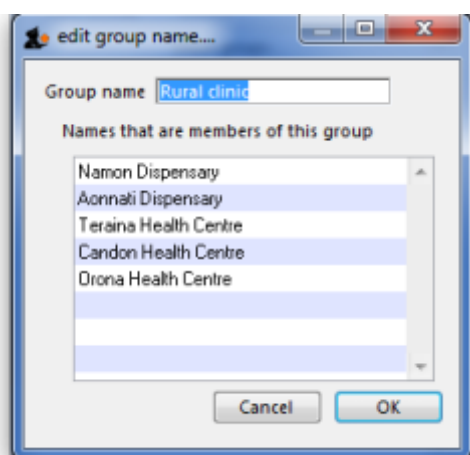 edit group name....
Group name Rural clinic
Names that are members of this group
Namon Dispensary
Aonnati Dispensary
Teraina Health Centre
Candon Health Centre
Orona Health Centre
Cancel OK